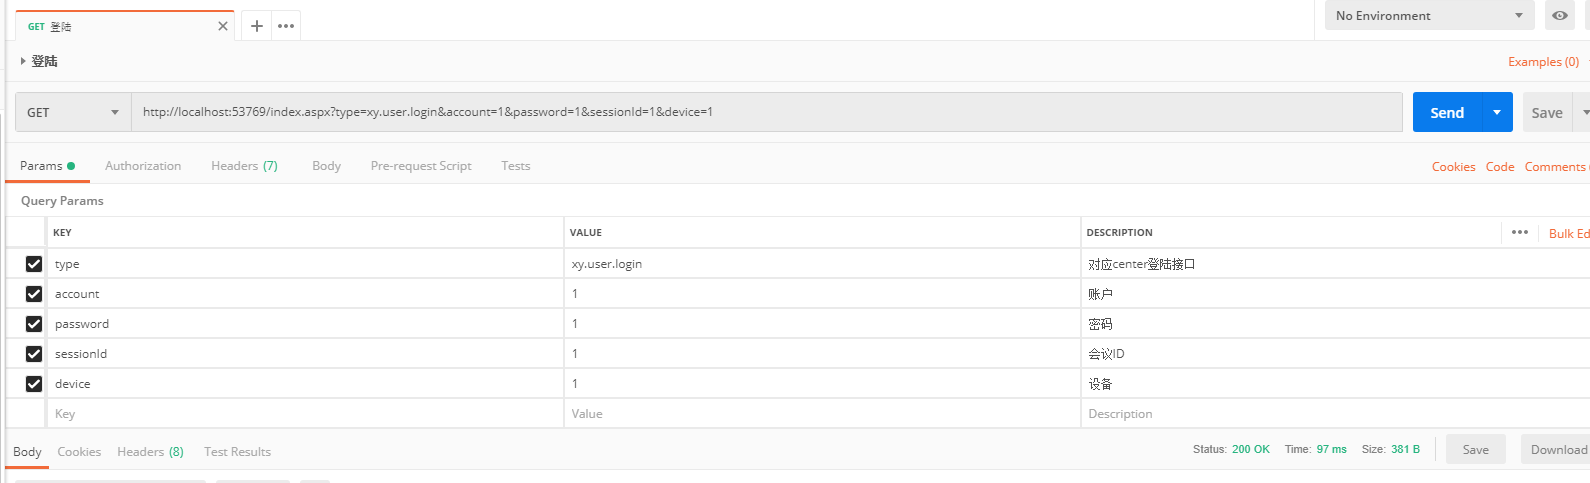 GET 登陆
No Environment
登陆
Examples (0)
GET http://localhost:53769/index.aspx?type=xy.user.login&account=1&password=1&sessionId=1&device=1 Send Save
Params Authorization Headers (7) Body Pre-request Script Tests Cookies Code Comments
Query Params
KEY VALUE DESCRIPTION Bulk Ed
type xy.user.login 对应center登陆接口
account 1 账户
password 1 密码
sessionId 1 会议ID
device 1 设备
Key Value Description
Body Cookies Headers (8) Test Results Status: 200 OK Time: 97 ms Size: 381 B Save Download